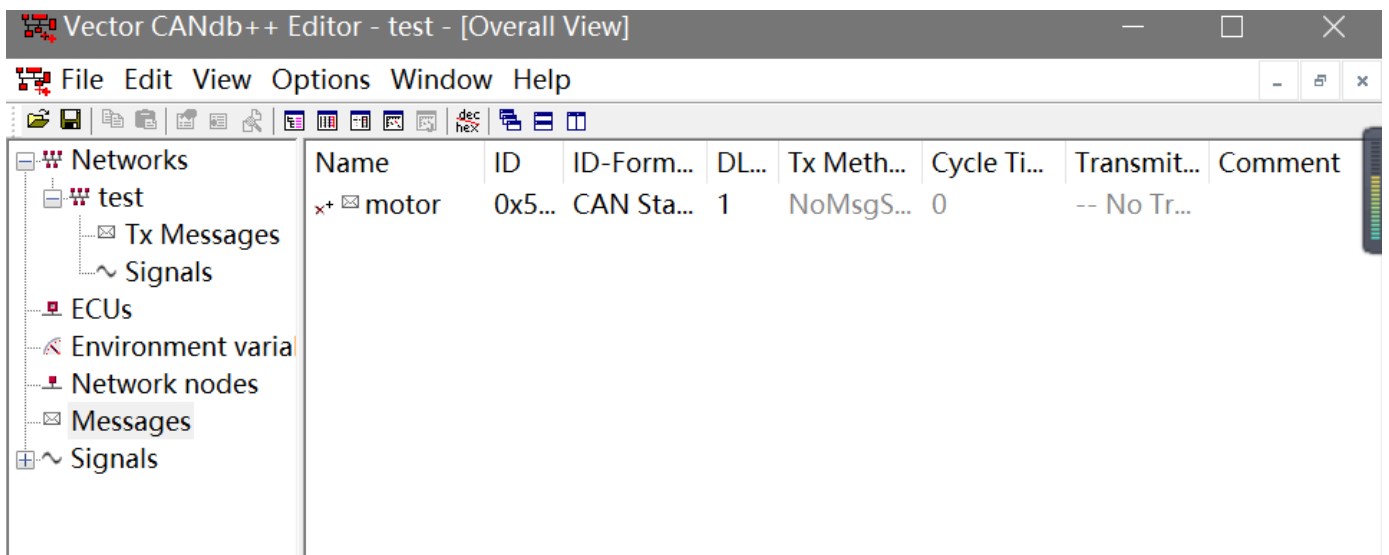 Vector CANdb++ Editor - test - [Overall View]
File Edit View Options Window Help
dec
hex
Networks
test
Tx Messages
Signals
ECUs
Environment varia
Network nodes
Messages
Signals
Name ID ID-Form... DL... Tx Meth... Cycle Ti... Transmit... Comment
motor 0x5... CAN Sta... 1 NoMsgS... 0 -- No Tr...